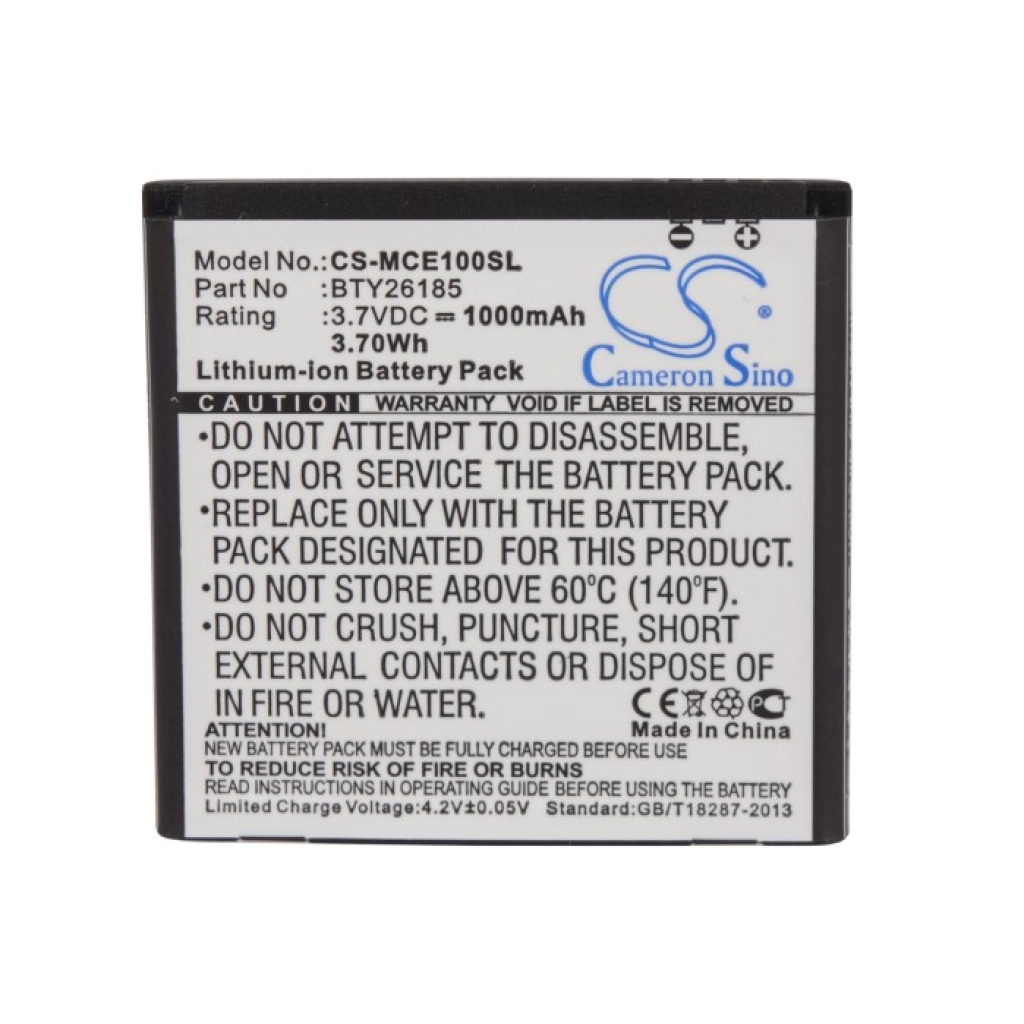 Model No.:CS-MCE100SL
Part No :BTY26185
Rating :3.7VDC = 1000mAh
3.70Wh
Lithium-ion Battery Pack
CS®
Cameron Sino
CAUTION WARRANTY VOID IF LABEL IS REMOVED
•DO NOT ATTEMPT TO DISASSEMBLE,
OPEN OR SERVICE THE BATTERY PACK.
•REPLACE ONLY WITH THE BATTERY
PACK DESIGNATED FOR THIS PRODUCT.
•DO NOT STORE ABOVE 60°C (140°F).
•DO NOT CRUSH, PUNCTURE, SHORT
EXTERNAL CONTACTS OR DISPOSE OF
IN FIRE OR WATER.
CE PCT
Made In China
ATTENTION!
NEW BATTERY PACK MUST BE FULLY CHARGED BEFORE USE
TO REDUCE RISK OF FIRE OR BURNS
READ INSTRUCTIONS IN OPERATING GUIDE BEFORE USING THE BATTERY
Limited Charge Voltage:4.2V±0.05V Standard:GB/T18287-2013